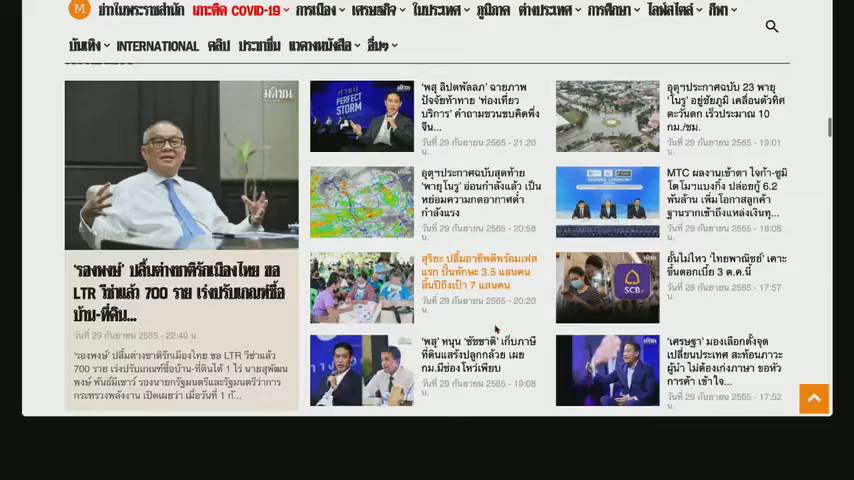 M ข่าวในพระราชสำนัก เกาะติด COVID-19 การเมือง เศรษฐกิจ ในประเทศ ภูมิภาค ต่างประเทศ การศึกษา ไลฟ์สไตล์ กีฬา
บันเทิง INTERNATIONAL คลิป ประชาชื่น แวดวงหนังสือ อื่นๆ
มติชน
'รองพงษ์' ปลื้มต่างชาติรักเมืองไทย ขอ
LTR วีซ่าแล้ว 700 ราย เร่งปรับเกณฑ์ซื้อ
บ้าน-ที่ดิน...
วันที่ 29 กันยายน 2565 - 22:49 น.
'รองพงษ์' ปลื้มต่างชาติรักเมืองไทย ขอ LTR วีซ่าแล้ว
700 ราย เร่งปรับเกณฑ์ซื้อบ้าน-ที่ดินได้ 1 ไร่ นายสุพัฒน
พงษ์ พันธ์มีเชาว์ รองนายกรัฐมนตรีและรัฐมนตรีว่าการ
กระทรวงพลังงาน เปิดเผยว่า เมื่อวันที่ 1 กั...
PERFECT
STORM
'พสุ ลิปตพัลลภ' ฉายภาพ
ปัจจัยท้าทาย 'ท่องเที่ยว
บริการ' คำถามชวนขบคิดพึ่ง
จีน...
วันที่ 29 กันยายน 2565 - 21:20
น.
อุตุฯประกาศฉบับสุดท้าย
'พายุโนรู' อ่อนกำลังแล้ว เป็น
หย่อมความกดอากาศต่ำ
กำลังแรง
วันที่ 29 กันยายน 2565 - 20:58
น.
สุริยะ ปลื้มอาชีพดีพร้อมเฟส
แรก ปั้นทักษะ 3.5 แสนคน
สิ้นปีถึงเป้า 7 แสนคน
วันที่ 29 กันยายน 2565 - 20:20
น.
'พสุ' หนุน 'ชัชชาติ' เก็บภาษี
ที่ดินแสร้งปลูกกล้วย เผย
กม.มีช่องโหว่เพียบ
วันที่ 29 กันยายน 2565 - 19:08
น.
อุตุฯประกาศฉบับ 23 พายุ
'โนรู' อยู่ชัยภูมิ เคลื่อนตัวทิศ
ตะวันตก เร็วประมาณ 10
กม./ชม.
วันที่ 29 กันยายน 2565 - 19:01
น.
MTC ผลงานเข้าตา ไจก้า-ซูมิ
โตโมฯแบงกิ้ง ปล่อยกู้ 6.2
พันล้าน เพิ่มโอกาสลูกค้า
ฐานรากเข้าถึงแหล่งเงินทุ...
วันที่ 29 กันยายน 2565 - 18:08
น.
SCB
อั้นไม่ไหว 'ไทยพาณิชย์' เคาะ
ขึ้นดอกเบี้ย 3 ต.ค.นี้
วันที่ 29 กันยายน 2565 - 17:57
น.
'เศรษฐา' มองเลือกตั้งจุด
เปลี่ยนประเทศ สะท้อนภาวะ
ผู้นำ ไม่ต้องเก่งภาษา ขอหัว
การค้า เข้าใจ...
วันที่ 29 กันยายน 2565 - 17:52
น.